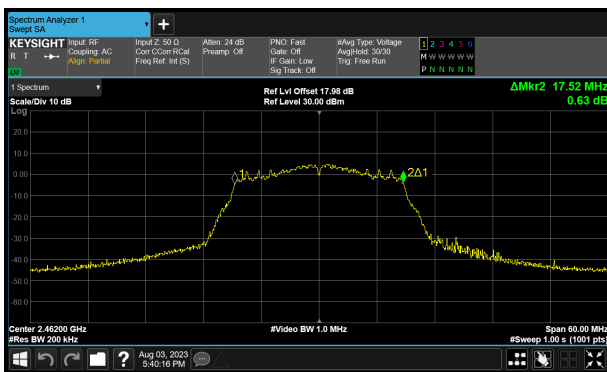 Spectrum Analyzer 1
Swept SA
+
KEYSIGHT
R T
Input: RF
Coupling: AC
Align: Partial
Input Z: 50 Ω
Corr CCorr RCal
Freq Ref: Int (S)
Atten: 24 dB
Preamp: Off
PNO: Fast
Gate: Off
IF Gain: Low
Sig Track: Off
#Avg Type: Voltage
Avg|Hold: 30/30
Trig: Free Run
1 2 3 4 5 6
M W W W W W
P N N N N N
1 Spectrum
Scale/Div 10 dB
Log
Ref Lvl Offset 17.98 dB
Ref Level 30.00 dBm
ΔMkr2 17.52 MHz
0.63 dB
20.0
10.0
0.00
-10.0
-20.0
-30.0
-40.0
-50.0
-60.0
1
2Δ1
Center 2.46200 GHz
#Res BW 200 kHz
#Video BW 1.0 MHz
Span 60.00 MHz
#Sweep 1.00 s (1001 pts)
?
Aug 03, 2023
5:40:16 PM